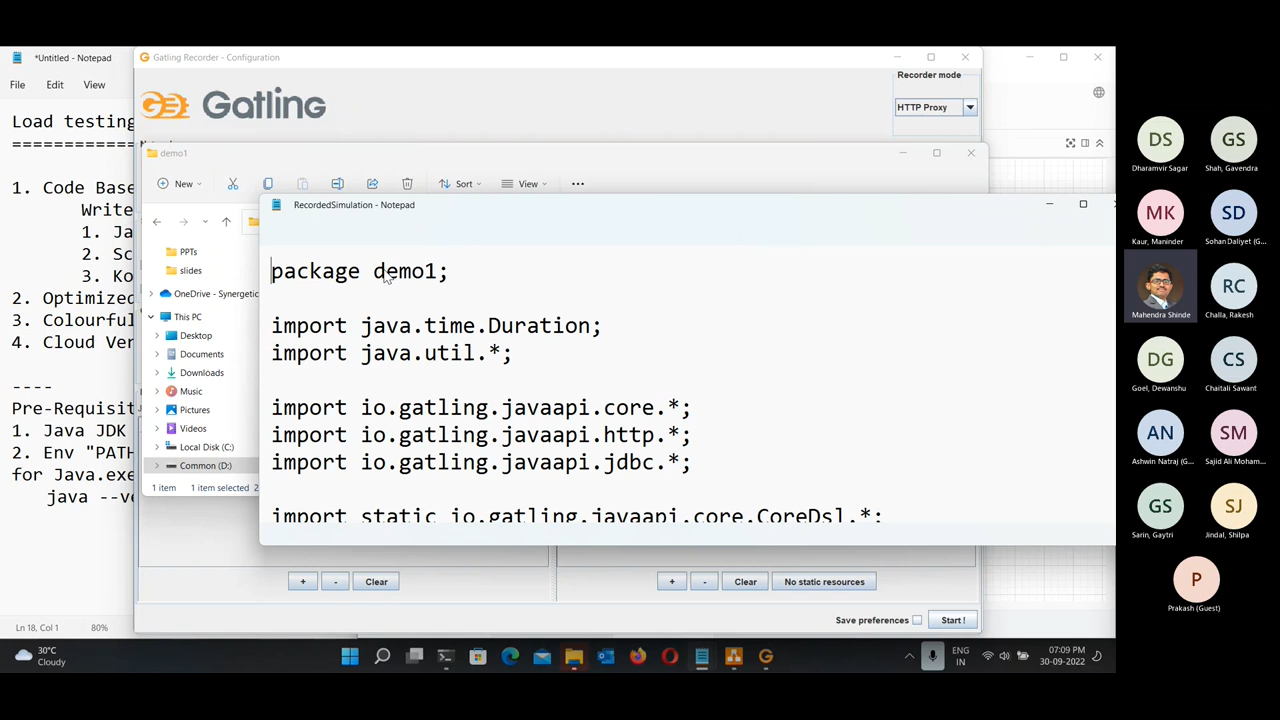 *Untitled - Notepad
File Edit View
Load testing
=============
1. Code Base
Write
1. Ja
2. Sc
3. Ko
2. Optimized
3. Colourful
4. Cloud Ver
----
Pre-Requisit
1. Java JDK
2. Env "PATH
for Java.exe
java --ve
Ln 18, Col 1 80%
Gatling Recorder - Configuration
Gatling
Recorder mode
HTTP Proxy
demo1
New
Sort
View
PPTs
slides
OneDrive - Synergetic
This PC
Desktop
Documents
Downloads
Music
Pictures
Videos
Local Disk (C:)
Common (D:)
1 item 1 item selected 2
RecordedSimulation - Notepad
package demo1;
import java.time.Duration;
import java.util.*;
import io.gatling.javaapi.core.*;
import io.gatling.javaapi.http.*;
import io.gatling.javaapi.jdbc.*;
import static io.gatling.javaapi.core.CoreDsl.*;
+ - Clear
+ - Clear No static resources
Save preferences Start !
30°C
Cloudy
ENG
IN
07:09 PM
30-09-2022
DS GS
Dharamvir Sagar Shah, Gavendra
MK SD
Kaur, Maninder Sohan Daliyet (G...
RC
Mahendra Shinde Challa, Rakesh
DG CS
Goel, Dewanshu Chaitali Sawant
AN SM
Ashwin Natraj (G... Sajid Ali Moham...
GS SJ
Sarin, Gaytri Jindal, Shilpa
P
Prakash (Guest)